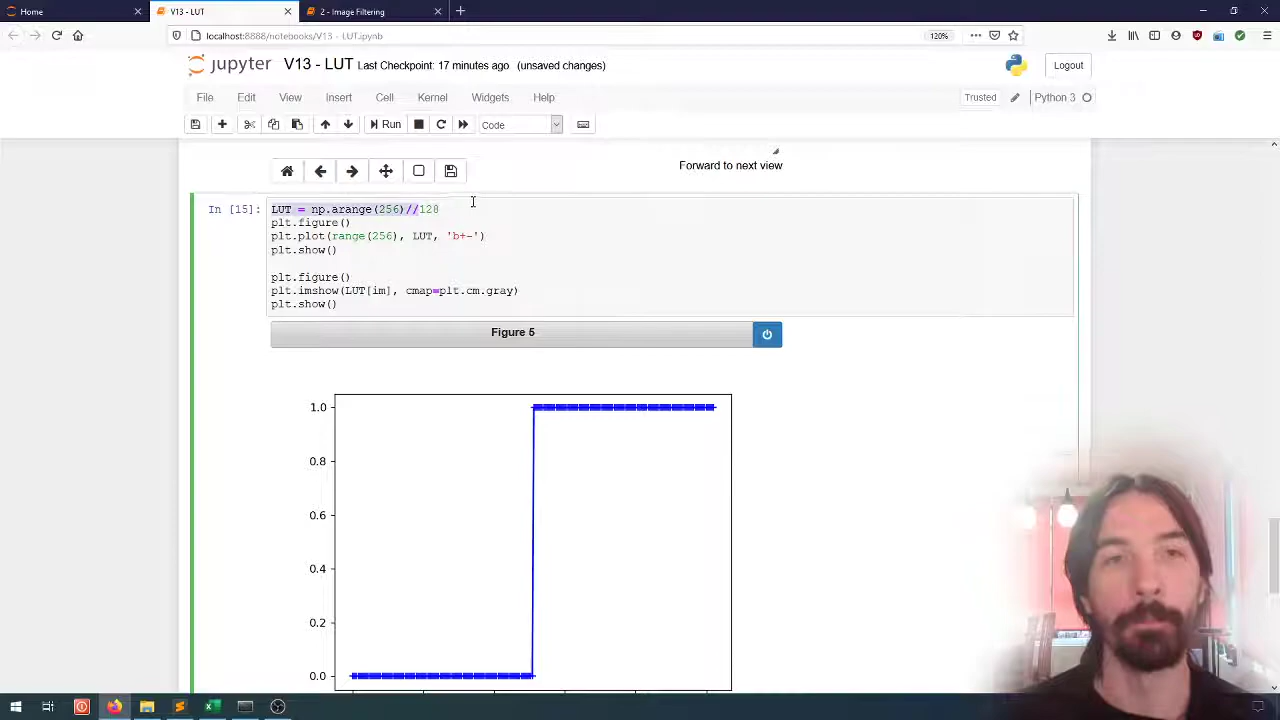 Home
V13 - LUT
2 - Image Filtering
localhost:8888/notebooks/V13 - LUT.ipynb
120%
jupyter V13 - LUT Last Checkpoint: 17 minutes ago (unsaved changes)
Logout
File Edit View Insert Cell Kernel Widgets Help
Trusted
Python 3
Run
Code
Forward to next view
In [15]:
LUT = np.arange(256)//128
plt.figure()
plt.plot(range(256), LUT, 'b+-')
plt.show()
plt.figure()
plt.imshow(LUT[im], cmap=plt.cm.gray)
plt.show()
Figure 5
1.0
0.8
0.6
0.4
0.2
0.0